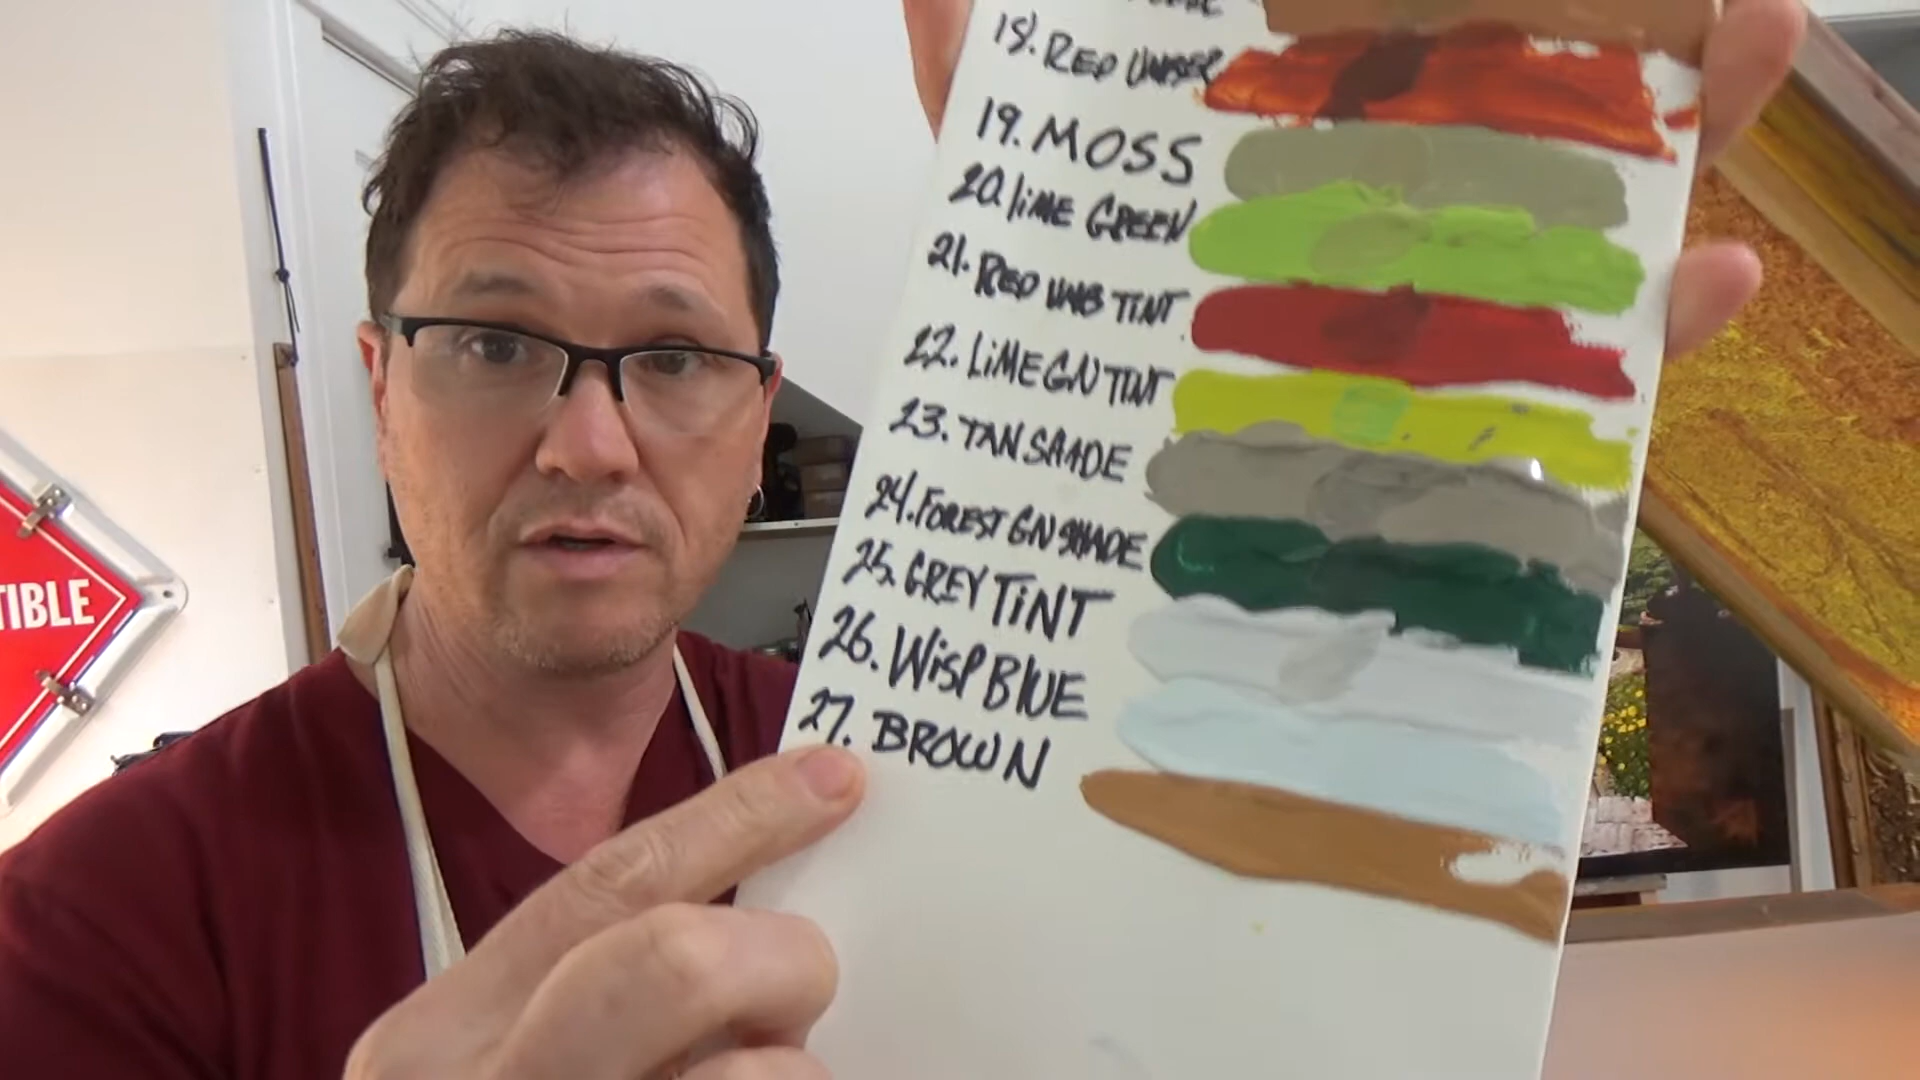 18. RED UMBER
19. MOSS
20. lime GREEN
21. RED UMB TINT
22. LIME GN TINT
23. TAN SHADE
24. FOREST GN SHADE
25. GREY TINT
26. WISP BLUE
27. BROWN
TIBLE